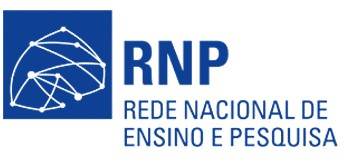 RNP
REDE NACIONAL DE
ENSINO E PESQUISA